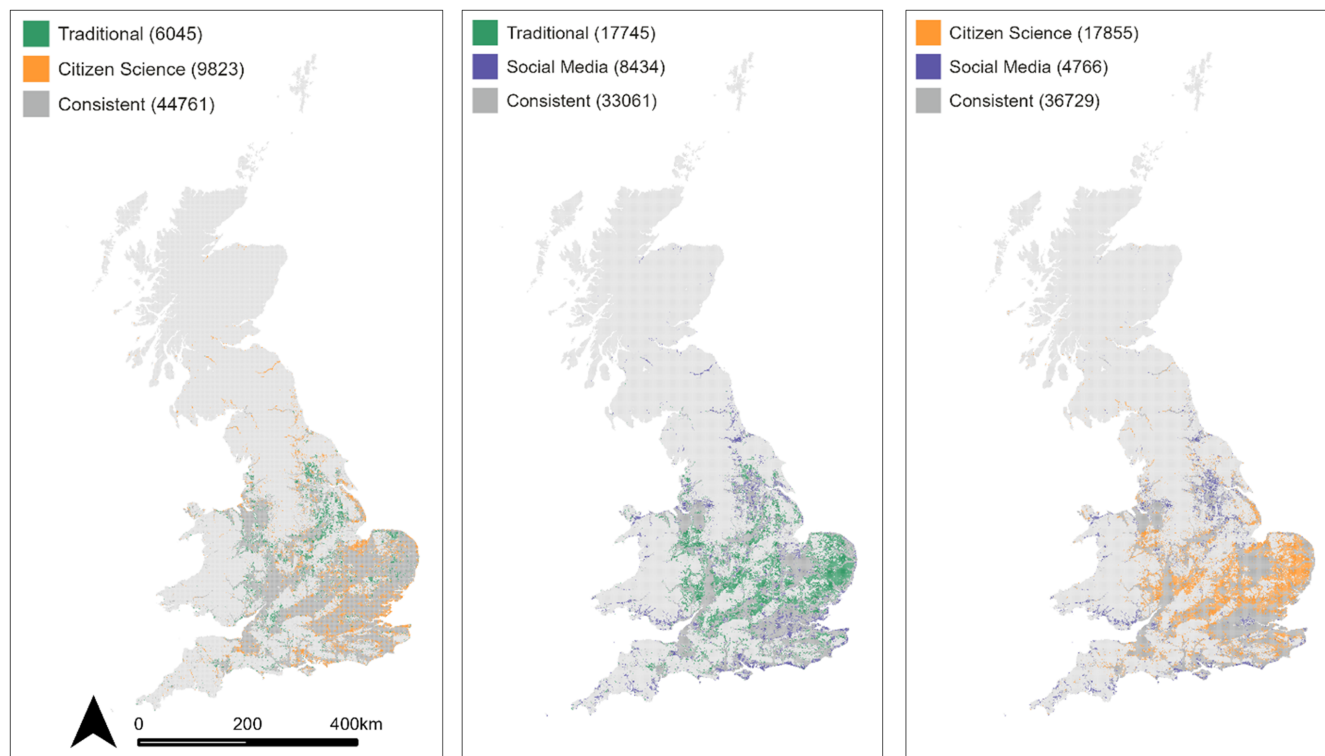 Traditional (6045)
Citizen Science (9823)
Consistent (44761)
0 200 400km
Traditional (17745)
Social Media (8434)
Consistent (33061)
Citizen Science (17855)
Social Media (4766)
Consistent (36729)